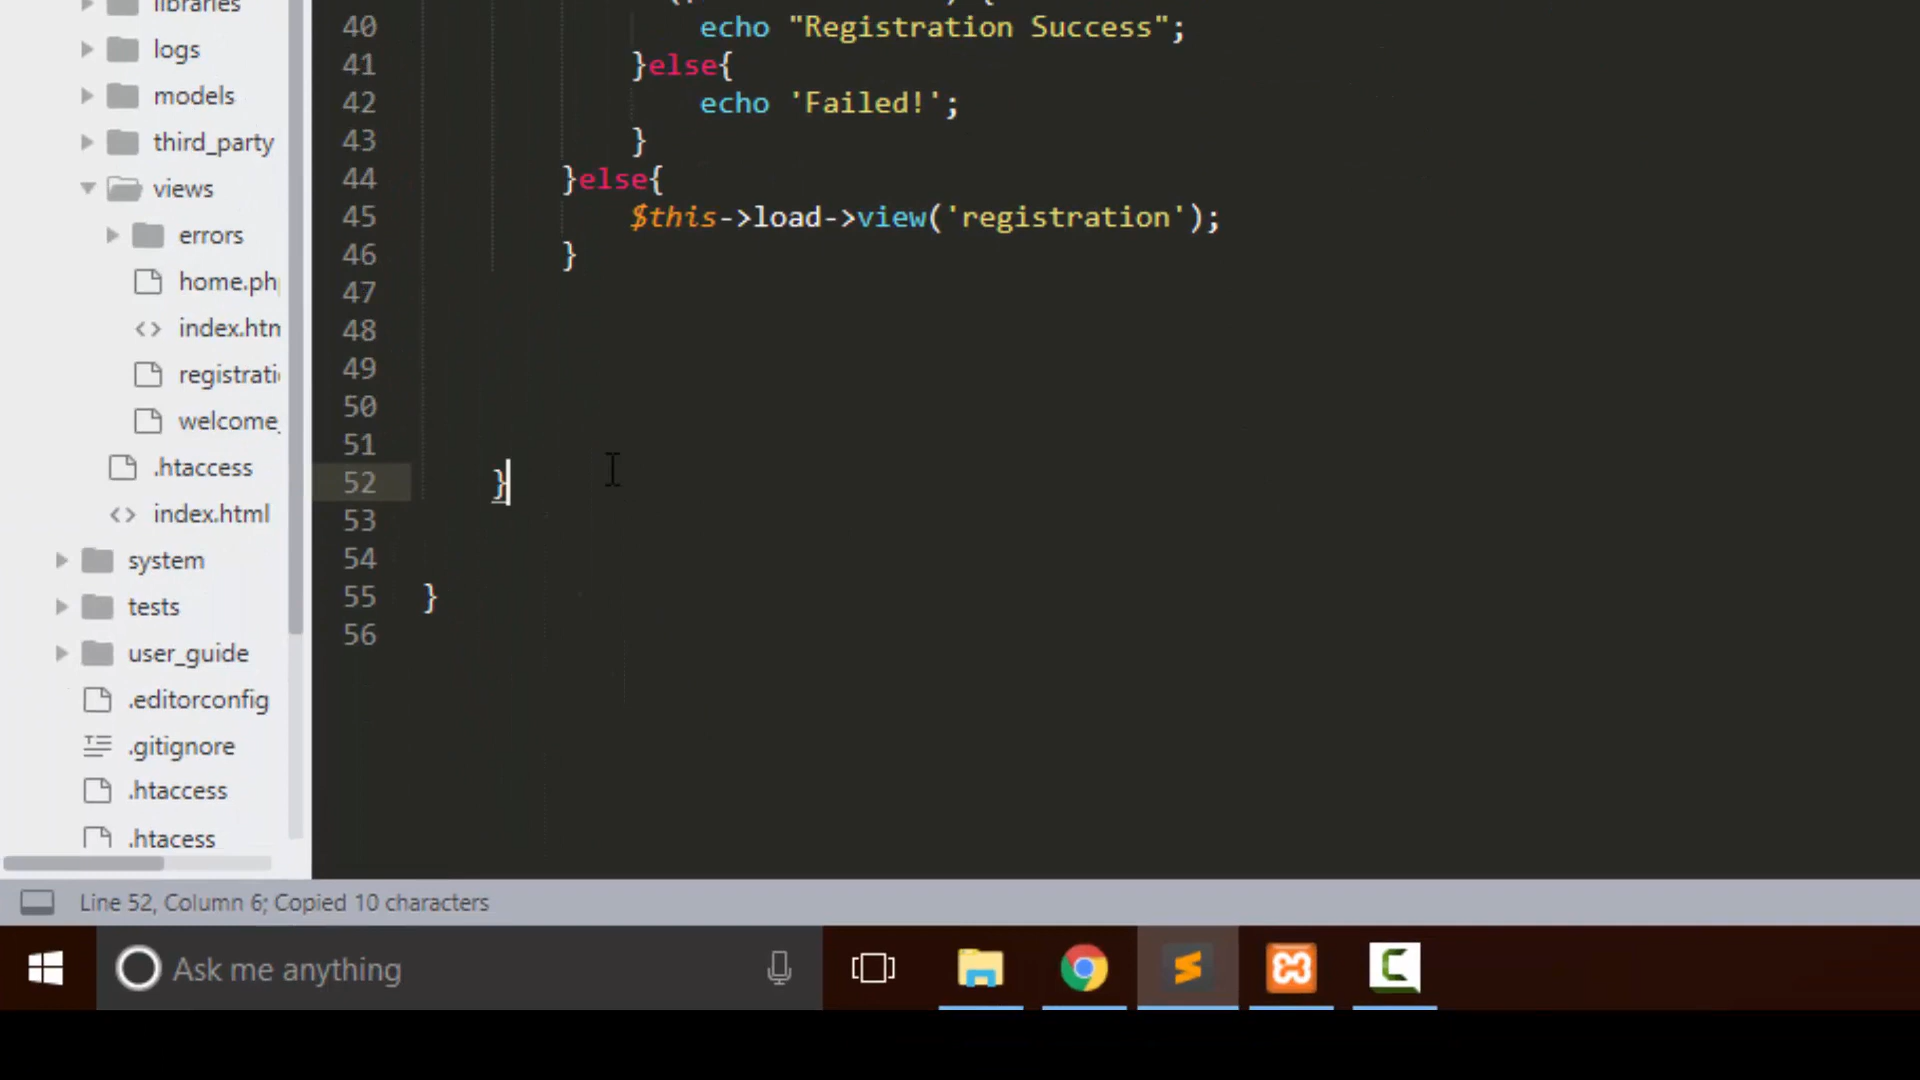 libraries
logs
models
third_party
views
errors
home.ph
index.htm
registrati
welcome_
.htaccess
index.html
system
tests
user_guide
.editorconfig
.gitignore
.htaccess
.htacess
40 echo "Registration Success";
41 }else{
42 echo 'Failed!';
43 }
44 }else{
45 $this->load->view('registration');
46 }
47
48
49
50
51
52 }
53
54
55 }
56
Line 52, Column 6; Copied 10 characters
Ask me anything